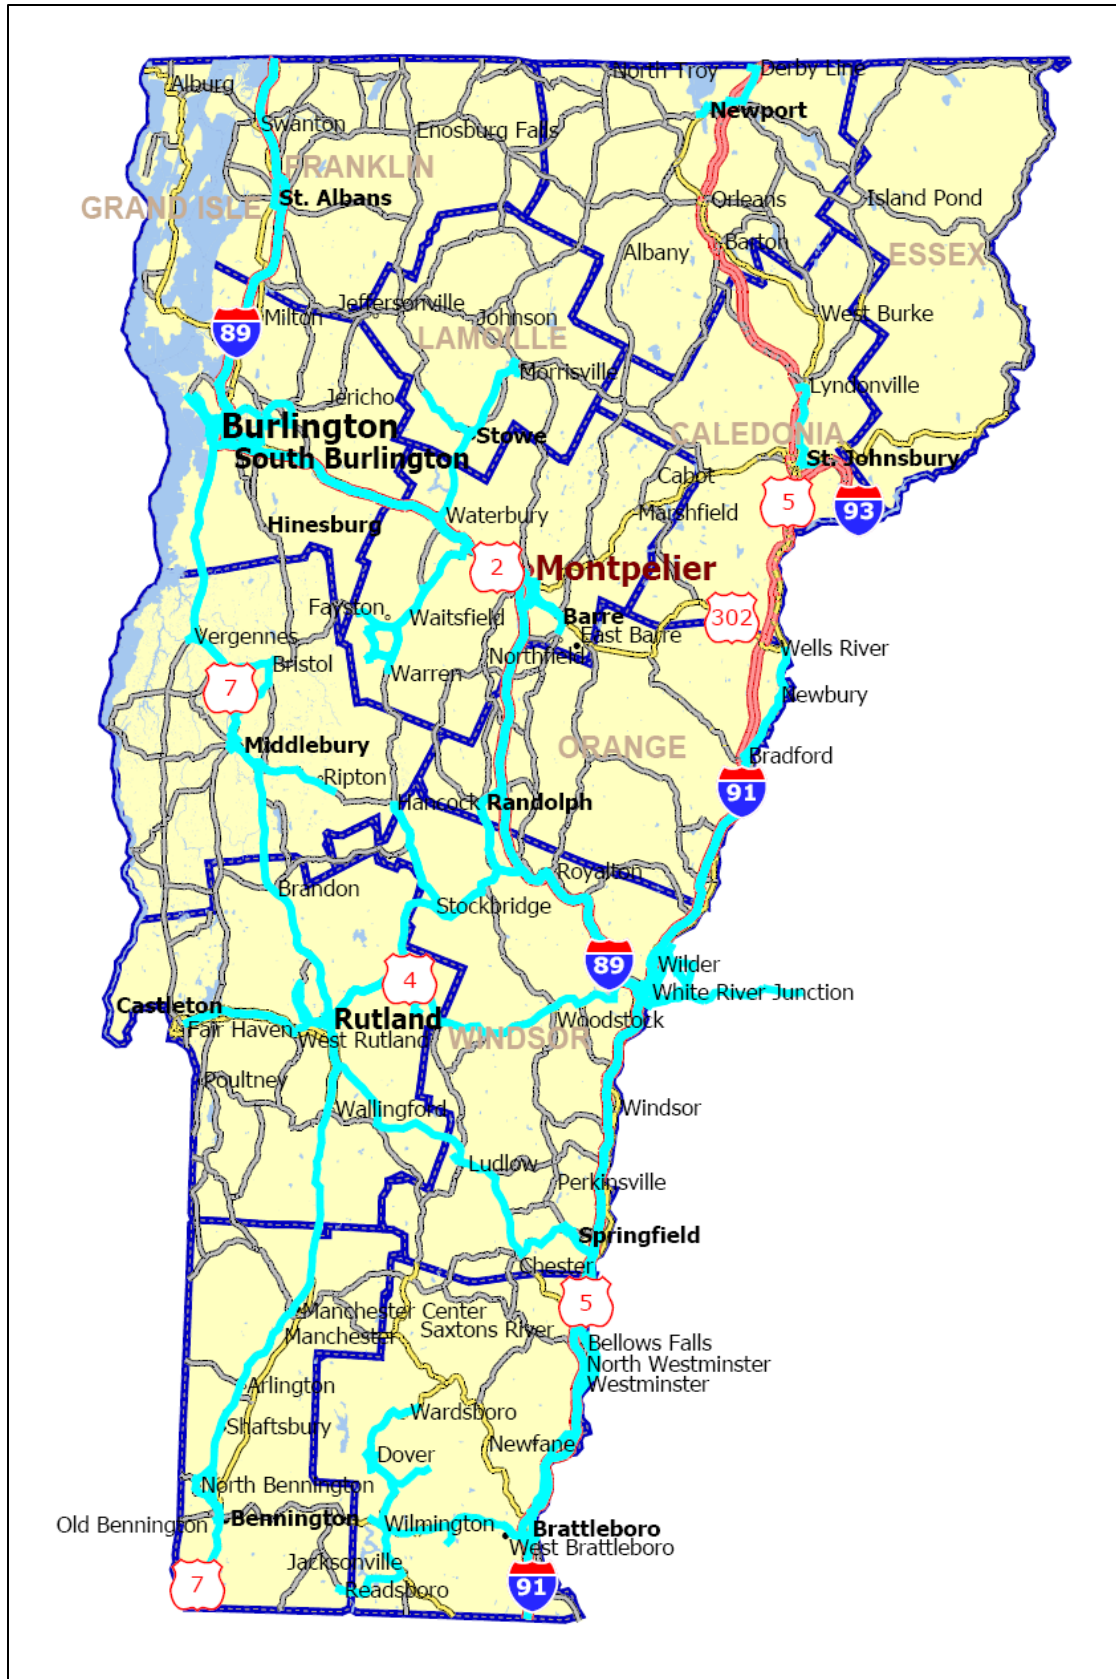 Alburg
North Troy
Derby Line
Newport
Swanton
Enosburg Falls
FRANKLIN
St. Albans
GRAND ISLE
Orleans
Island Pond
Albany
Barton
ESSEX
Jeffersonville
Milton
Johnson
West Burke
89
LAMOILLE
Morrisville
Lyndonville
Jericho
Burlington
Stowe
CALEDONIA
South Burlington
St. Johnsbury
Cabot
5
93
Waterbury
Marshfield
Hinesburg
2
Montpelier
Fayston
Waitsfield
Barre
302
Vergennes
East Barre
Wells River
Bristol
Northfield
Warren
7
Newbury
Middlebury
ORANGE
Bradford
Ripton
91
Hancock
Randolph
Royalton
Brandon
Stockbridge
89
Wilder
4
White River Junction
Castleton
Rutland
Woodstock
Fair Haven
West Rutland
WINDSOR
Poultney
Wallingford
Windsor
Ludlow
Perkinsville
Springfield
Chester
5
Manchester Center
Saxtons River
Manchester
Bellows Falls
North Westminster
Westminster
Arlington
Wardsboro
Shaftsbury
Newfane
Dover
North Bennington
Old Bennington
Bennington
Wilmington
Brattleboro
West Brattleboro
Jacksonville
7
Readsboro
91